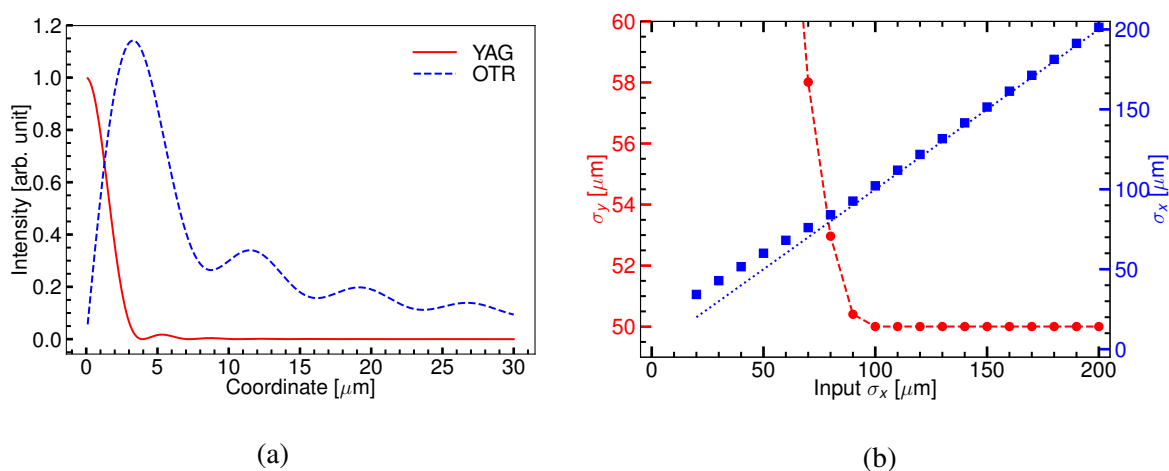 1.2
1.0
0.8
0.6
0.4
0.2
0.0
Intensity [arb. unit]
YAG
OTR
0 5 10 15 20 25 30
Coordinate [μm]
(a)
60
58
56
54
52
50
σy [μm]
200
150
100
50
0
σx [μm]
0 50 100 150 200
Input σx [μm]
(b)